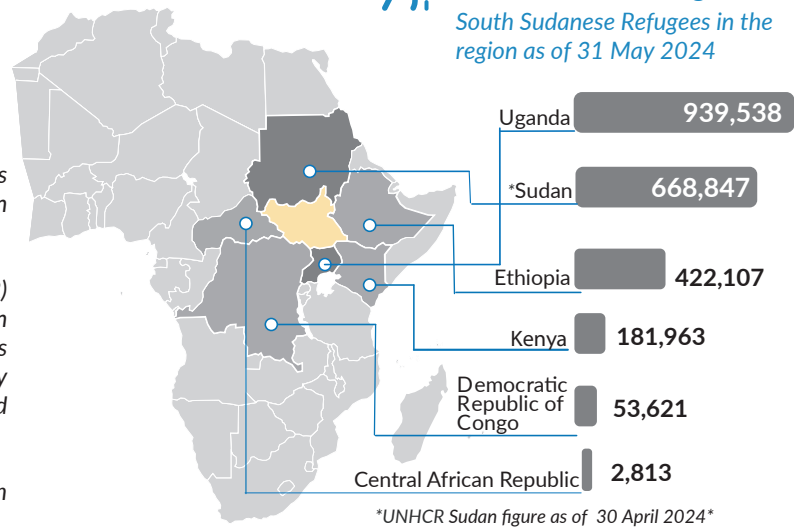 South Sudanese Refugees in the
region as of 31 May 2024
Uganda 939,538
s
*Sudan 668,847
n
Ethiopia 422,107
)
n
Kenya 181,963
s
y
Democratic
Republic of
Congo
53,621
d
Central African Republic 2,813
n
*UNHCR Sudan figure as of 30 April 2024*